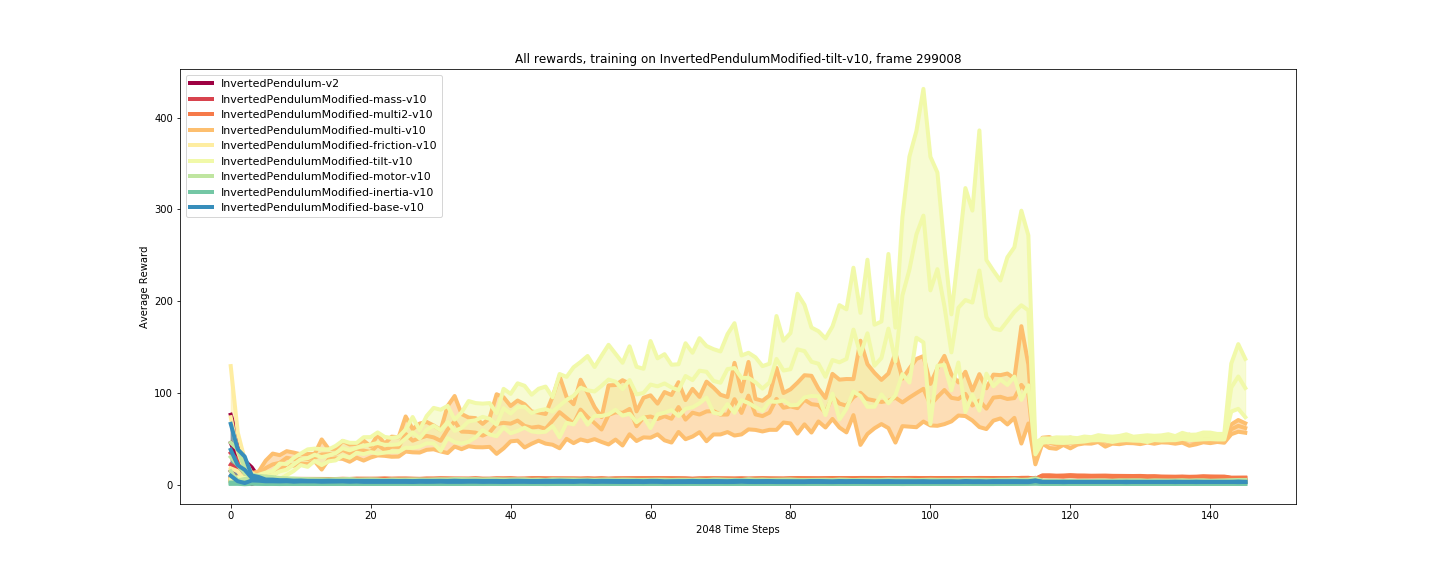 All rewards, training on InvertedPendulumModified-tilt-v10, frame 299008
InvertedPendulum-v2
InvertedPendulumModified-mass-v10
InvertedPendulumModified-multi2-v10
InvertedPendulumModified-multi-v10
InvertedPendulumModified-friction-v10
InvertedPendulumModified-tilt-v10
InvertedPendulumModified-motor-v10
InvertedPendulumModified-inertia-v10
InvertedPendulumModified-base-v10
400
300
200
100
0
Average Reward
0 20 40 60 80 100 120 140
2048 Time Steps